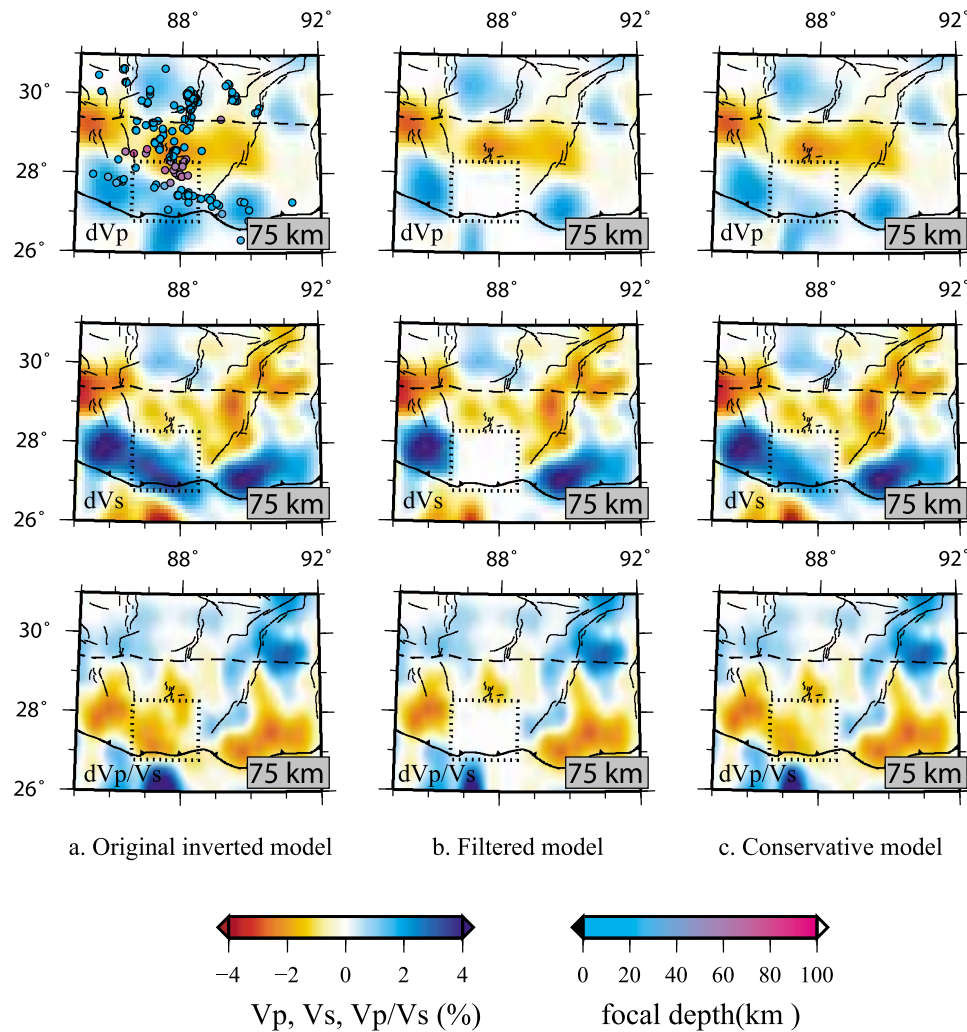 88° 92° 88° 92° 88° 92°
30°
28°
26°
dVp 75 km dVp 75 km dVp 75 km
88° 92° 88° 92° 88° 92°
30°
28°
26°
dVs 75 km dVs 75 km dVs 75 km
88° 92° 88° 92° 88° 92°
30°
28°
26°
dVp/Vs 75 km dVp/Vs 75 km dVp/Vs 75 km
a. Original inverted model b. Filtered model c. Conservative model
−4 −2 0 2 4 0 20 40 60 80 100
Vp, Vs, Vp/Vs (%) focal depth(km )